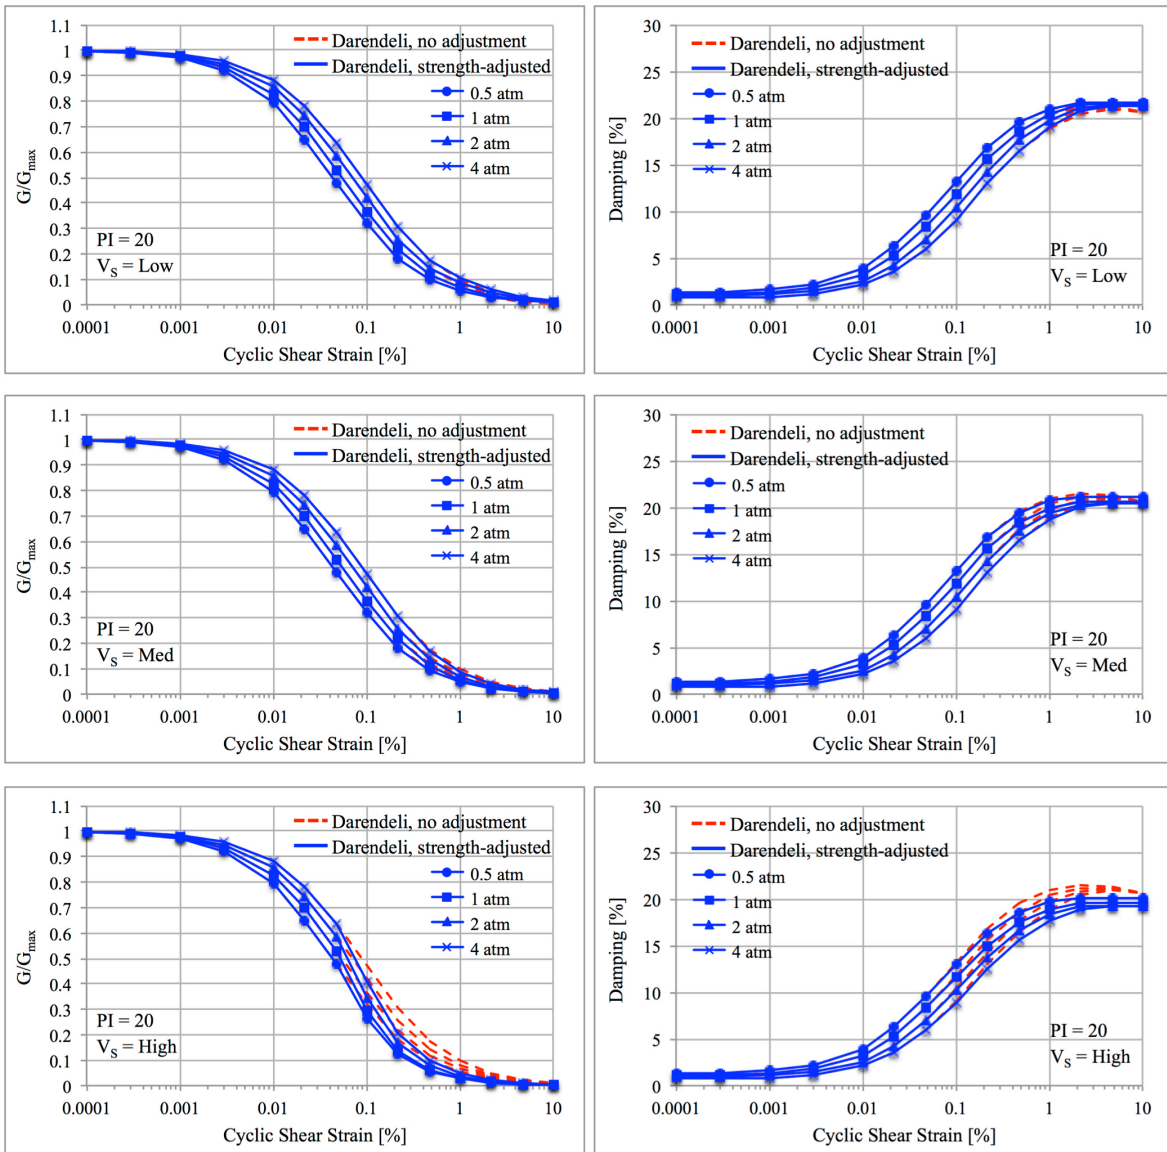 1.1
1
0.9
0.8
0.7
0.6
0.5
0.4
0.3
0.2
0.1
0
G/Gmax
Darendeli, no adjustment
Darendeli, strength-adjusted
0.5 atm
1 atm
2 atm
4 atm
PI = 20
VS = Low
0.0001
0.001
0.01
0.1
1
10
Cyclic Shear Strain [%]
30
25
20
15
10
5
0
Damping [%]
Darendeli, no adjustment
Darendeli, strength-adjusted
0.5 atm
1 atm
2 atm
4 atm
PI = 20
VS = Low
0.0001
0.001
0.01
0.1
1
10
Cyclic Shear Strain [%]
1.1
1
0.9
0.8
0.7
0.6
0.5
0.4
0.3
0.2
0.1
0
G/Gmax
Darendeli, no adjustment
Darendeli, strength-adjusted
0.5 atm
1 atm
2 atm
4 atm
PI = 20
VS = Med
0.0001
0.001
0.01
0.1
1
10
Cyclic Shear Strain [%]
30
25
20
15
10
5
0
Damping [%]
Darendeli, no adjustment
Darendeli, strength-adjusted
0.5 atm
1 atm
2 atm
4 atm
PI = 20
VS = Med
0.0001
0.001
0.01
0.1
1
10
Cyclic Shear Strain [%]
1.1
1
0.9
0.8
0.7
0.6
0.5
0.4
0.3
0.2
0.1
0
G/Gmax
Darendeli, no adjustment
Darendeli, strength-adjusted
0.5 atm
1 atm
2 atm
4 atm
PI = 20
VS = High
0.0001
0.001
0.01
0.1
1
10
Cyclic Shear Strain [%]
30
25
20
15
10
5
0
Damping [%]
Darendeli, no adjustment
Darendeli, strength-adjusted
0.5 atm
1 atm
2 atm
4 atm
PI = 20
VS = High
0.0001
0.001
0.01
0.1
1
10
Cyclic Shear Strain [%]